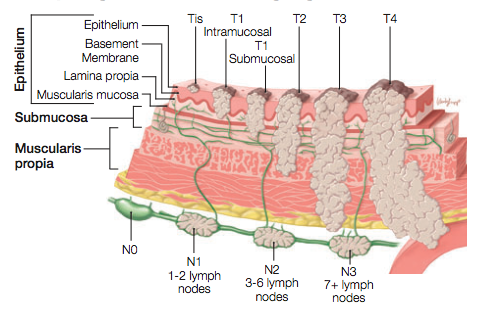 Epithelium
Epithelium
Basement
Membrane
Lamina propia
Muscularis mucosa
Submucosa
Muscularis
propia
Tis
T1
Intramucosal
T1
Submucosal
T2
T3
T4
N0
N1
1-2 lymph
nodes
N2
3-6 lymph
nodes
N3
7+ lymph
nodes